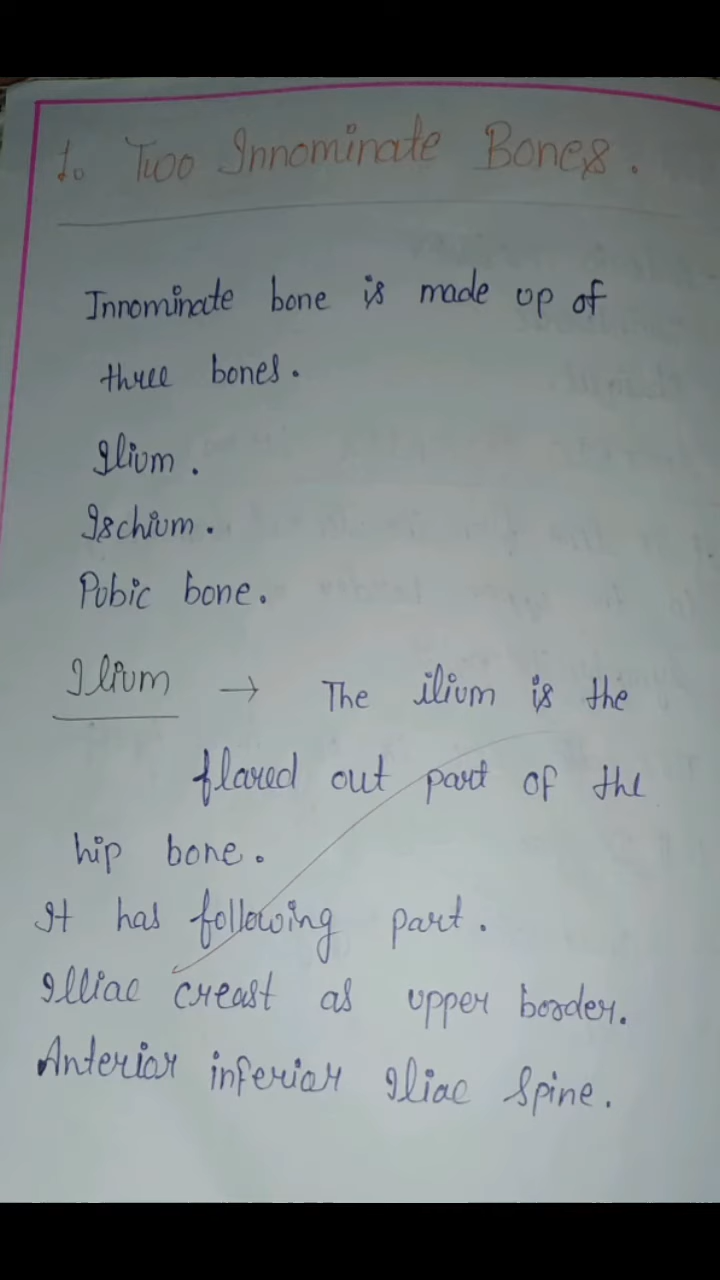 1. Two Innominate Bones.
Innominate bone is made up of
three bones.
Ilium.
Ischium.
Pubic bone.
Ilium → The ilium is the
flared out part of the
hip bone.
It has following part.
Illiac creast as upper border.
Anterior inferior Iliac Spine.